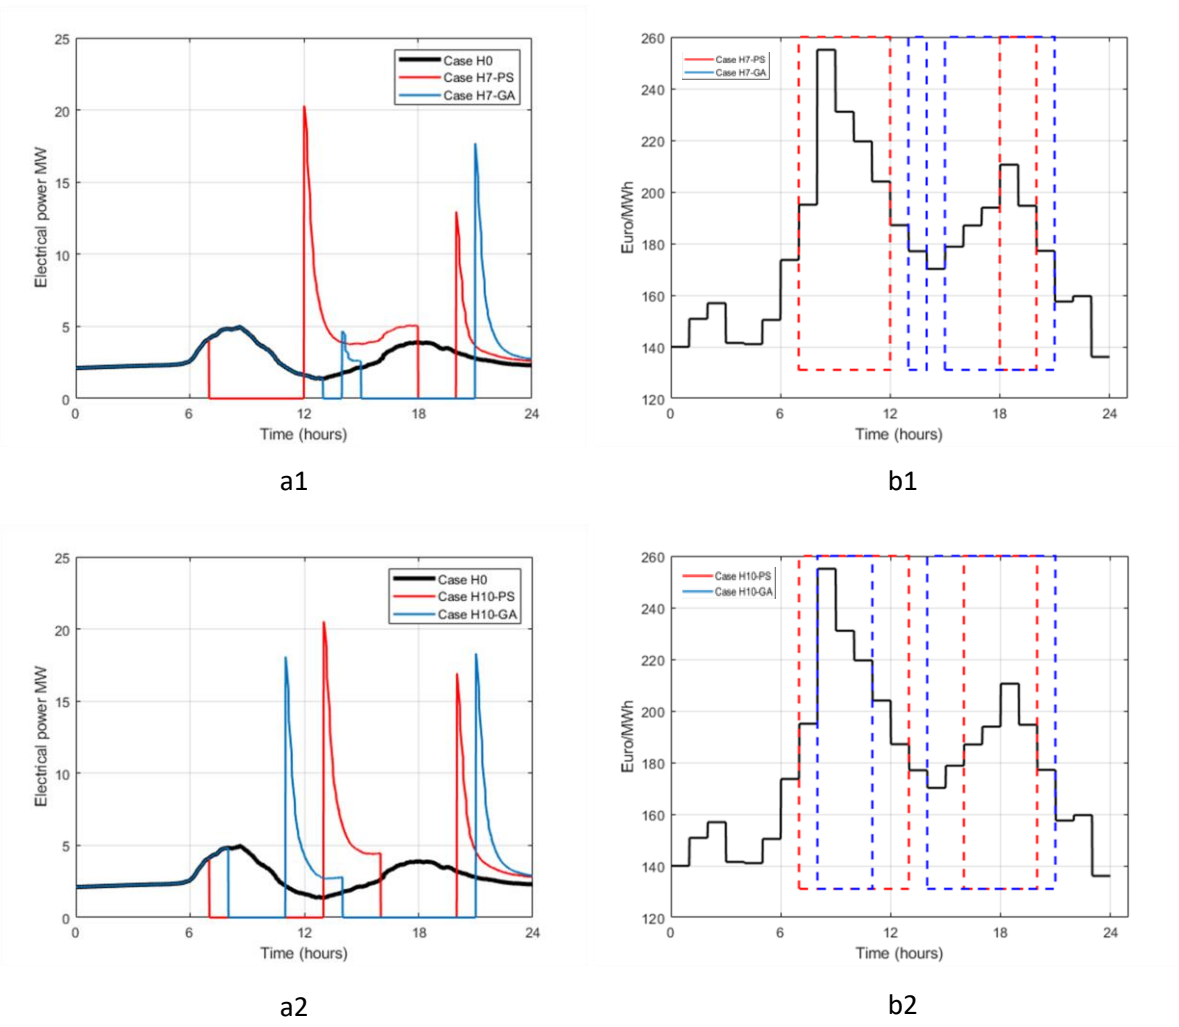 25
20
15
10
5
0
Electrical power MW
Case H0
Case H7-PS
Case H7-GA
0 6 12 18 24
Time (hours)
a1
260
240
220
200
180
160
140
120
Euro/MWh
Case H7-PS
Case H7-GA
0 6 12 18 24
Time (hours)
b1
25
20
15
10
5
0
Electrical power MW
Case H0
Case H10-PS
Case H10-GA
0 6 12 18 24
Time (hours)
a2
260
240
220
200
180
160
140
120
Euro/MWh
Case H10-PS
Case H10-GA
0 6 12 18 24
Time (hours)
b2